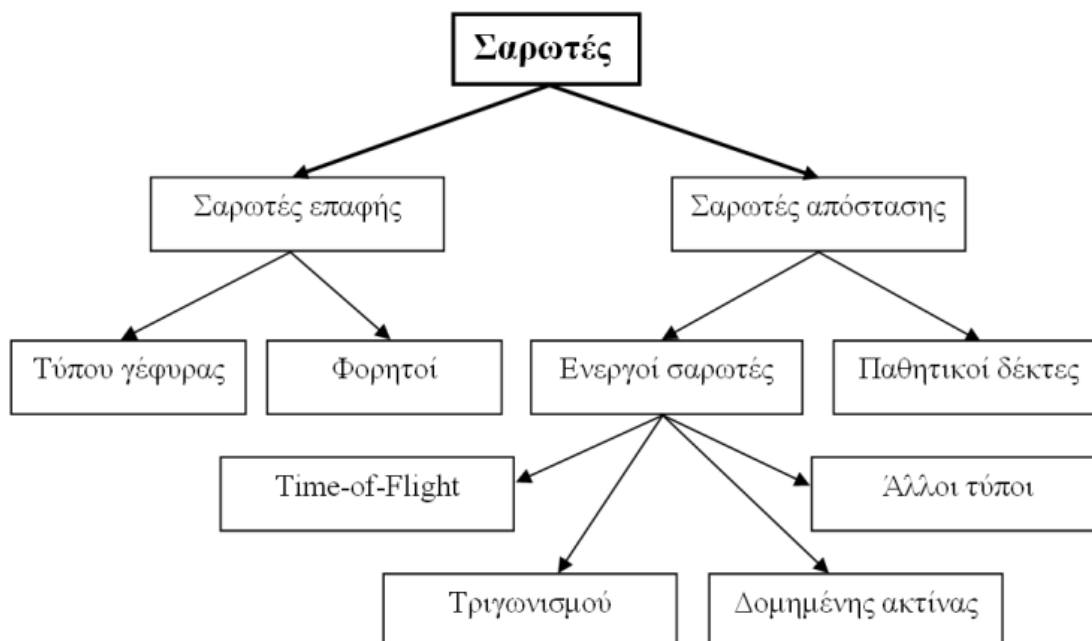 Σαρωτές
Σαρωτές επαφής
Σαρωτές απόστασης
Τύπου γέφυρας
Φορητοί
Ενεργοί σαρωτές
Παθητικοί δέκτες
Time-of-Flight
Άλλοι τύποι
Τριγωνισμού
Δομημένης ακτίνας